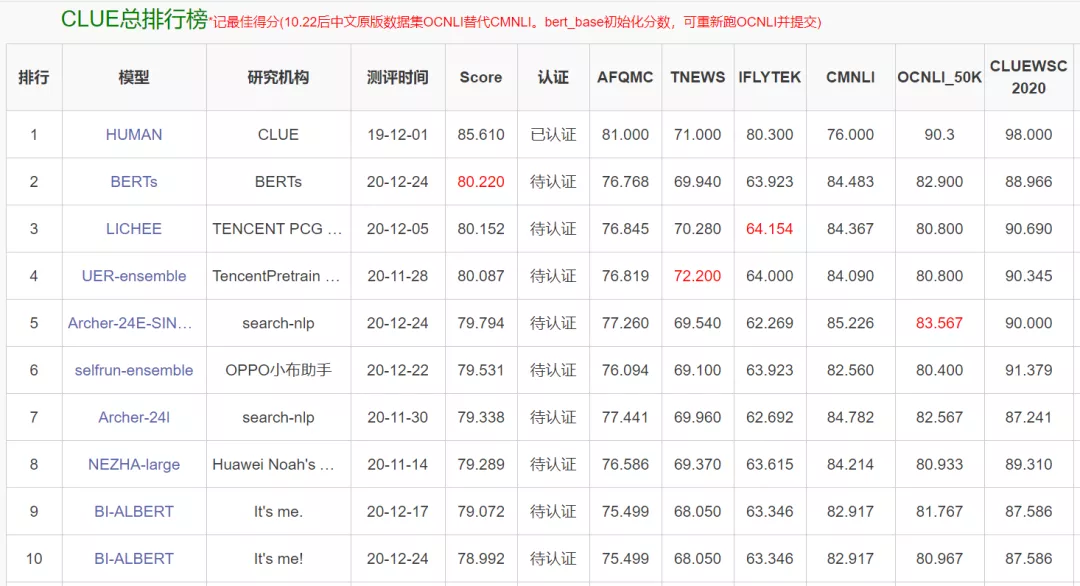 CLUE总排行榜*记最佳得分(10.22后中文原版数据集OCNLI替代CMNLI。bert_base初始化分数，可重新跑OCNLI并提交)
排行 模型 研究机构 测评时间 Score 认证 AFQMC TNEWS IFLYTEK CMNLI OCNLI_50K CLUEWSC
2020
1 HUMAN CLUE 19-12-01 85.610 已认证 81.000 71.000 80.300 76.000 90.3 98.000
2 BERTs BERTs 20-12-24 80.220 待认证 76.768 69.940 63.923 84.483 82.900 88.966
3 LICHEE TENCENT PCG ... 20-12-05 80.152 待认证 76.845 70.280 64.154 84.367 80.800 90.690
4 UER-ensemble TencentPretrain ... 20-11-28 80.087 待认证 76.819 72.200 64.000 84.090 80.800 90.345
5 Archer-24E-SIN... search-nlp 20-12-24 79.794 待认证 77.260 69.540 62.269 85.226 83.567 90.000
6 selfrun-ensemble OPPO小布助手 20-12-22 79.531 待认证 76.094 69.100 63.923 82.560 80.400 91.379
7 Archer-24l search-nlp 20-11-30 79.338 待认证 77.441 69.960 62.692 84.782 82.567 87.241
8 NEZHA-large Huawei Noah's ... 20-11-14 79.289 待认证 76.586 69.370 63.615 84.214 80.933 89.310
9 BI-ALBERT It's me. 20-12-17 79.072 待认证 75.499 68.050 63.346 82.917 81.767 87.586
10 BI-ALBERT It's me! 20-12-24 78.992 待认证 75.499 68.050 63.346 82.917 80.967 87.586